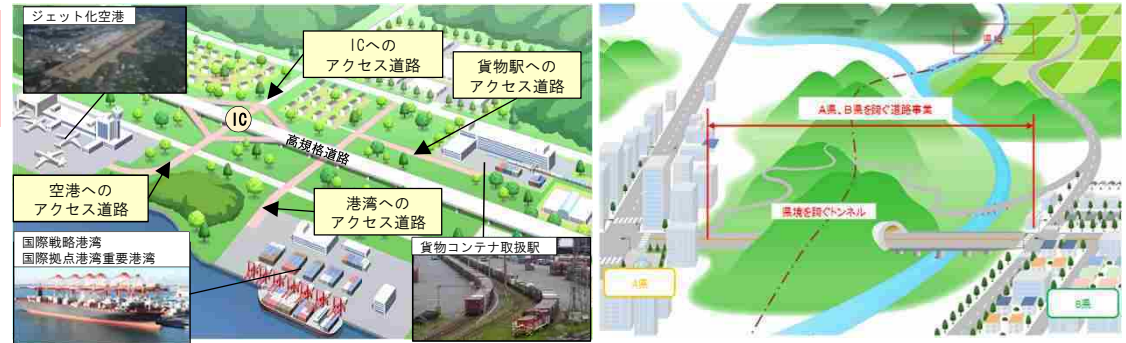 ジェット化空港
ICへの
アクセス道路
貨物駅への
アクセス道路
IC
高規格道路
空港への
アクセス道路
港湾への
アクセス道路
国際戦略港湾
国際拠点港湾重要港湾
貨物コンテナ取扱駅
県境
A県、B県を跨ぐ道路事業
県境を跨ぐトンネル
A県
B県